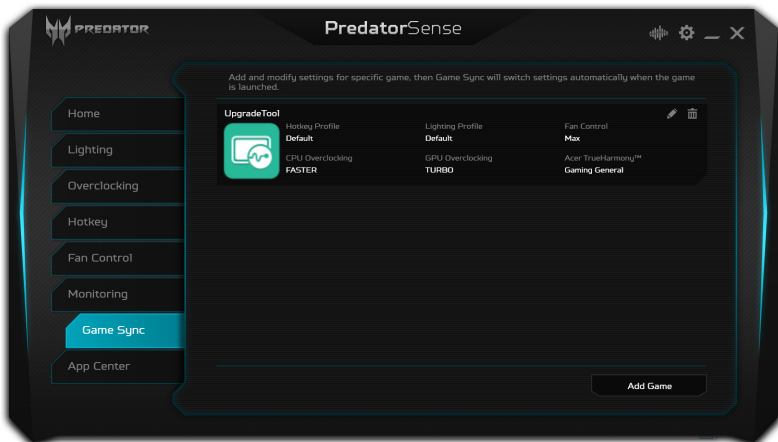 PREDATOR
PredatorSense
Add and modify settings for specific game, then Game Sync will switch settings automatically when the game
is launched.
Home
Lighting
Overclocking
Hotkey
Fan Control
Monitoring
Game Sync
App Center
UpgradeTool
Hotkey Profile
Default
Lighting Profile
Default
Fan Control
Max
CPU Overclocking
FASTER
GPU Overclocking
TURBO
Acer TrueHarmony™
Gaming General
Add Game